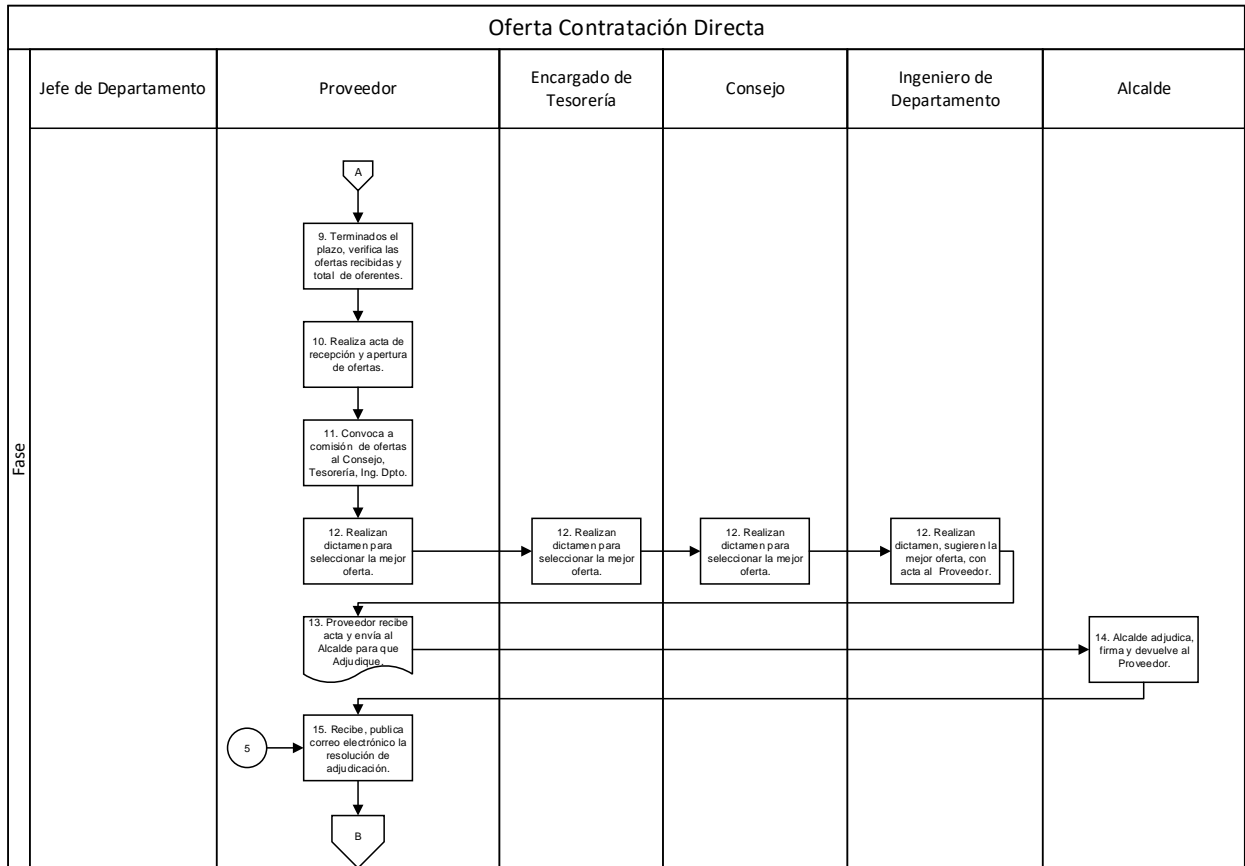 Oferta Contratación Directa
Fase
Jefe de Departamento
Proveedor
Encargado de
Tesorería
Consejo
Ingeniero de
Departamento
Alcalde
A
9. Terminados el
plazo, verifica las
ofertas recibidas y
total de oferentes.
10. Realiza acta de
recepción y apertura
de ofertas.
11. Convoca a
comisión de ofertas
al Consejo,
Tesorería, Ing. Dpto.
12. Realizan
dictamen para
seleccionar la mejor
oferta.
12. Realizan
dictamen para
seleccionar la mejor
oferta.
12. Realizan
dictamen para
seleccionar la mejor
oferta.
12. Realizan
dictamen, sugieren la
mejor oferta, con
acta al Proveedor.
13. Proveedor recibe
acta y envía al
Alcalde para que
Adjudique.
14. Alcalde adjudica,
firma y devuelve al
Proveedor.
5
15. Recibe, publica
correo electrónico la
resolución de
adjudicación.
B